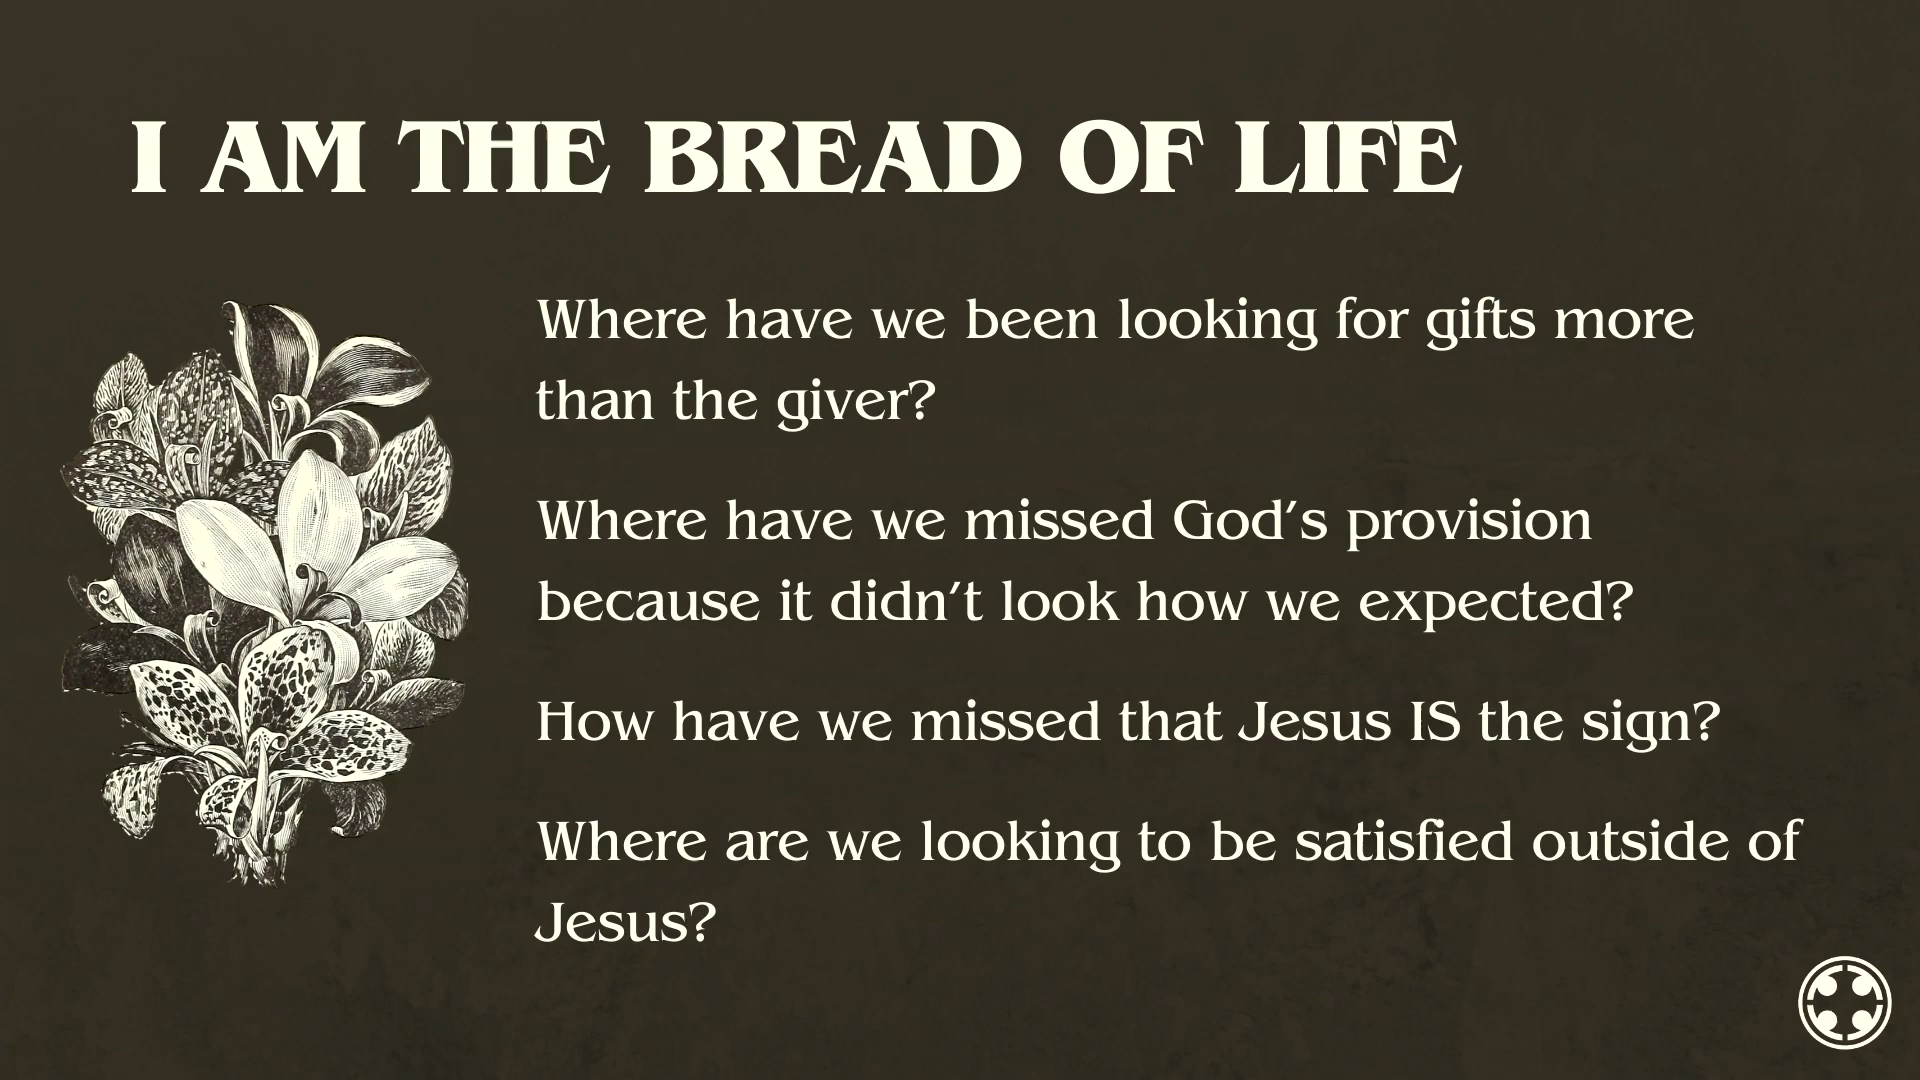 I AM THE BREAD OF LIFE
Where have we been looking for gifts more
than the giver?
Where have we missed God’s provision
because it didn’t look how we expected?
How have we missed that Jesus IS the sign?
Where are we looking to be satisfied outside of
Jesus?